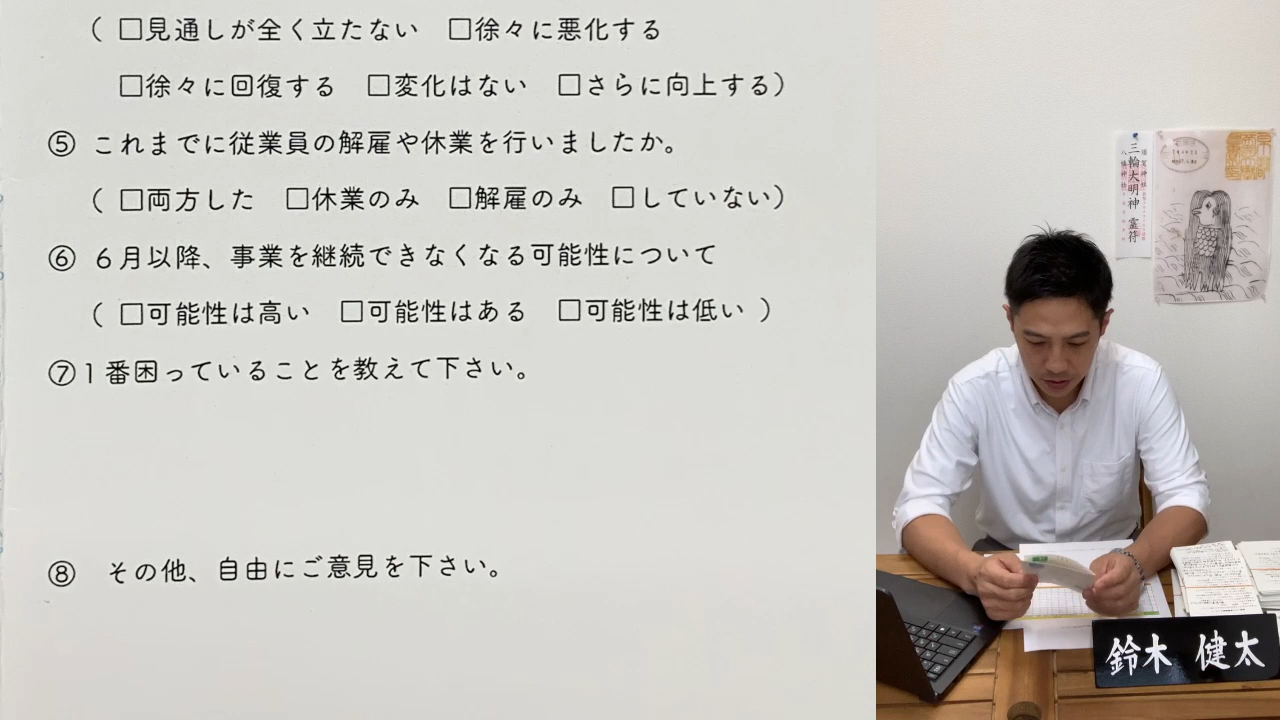 ( □見通しが全く立たない □徐々に悪化する
□徐々に回復する □変化はない □さらに向上する)
⑤ これまでに従業員の解雇や休業を行いましたか。
( □両方した □休業のみ □解雇のみ □していない)
⑥ 6月以降、事業を継続できなくなる可能性について
( □可能性は高い □可能性はある □可能性は低い )
⑦1番困っていることを教えて下さい。
⑧ その他、自由にご意見を下さい。
三輪大明神 霊符
鈴木 健太